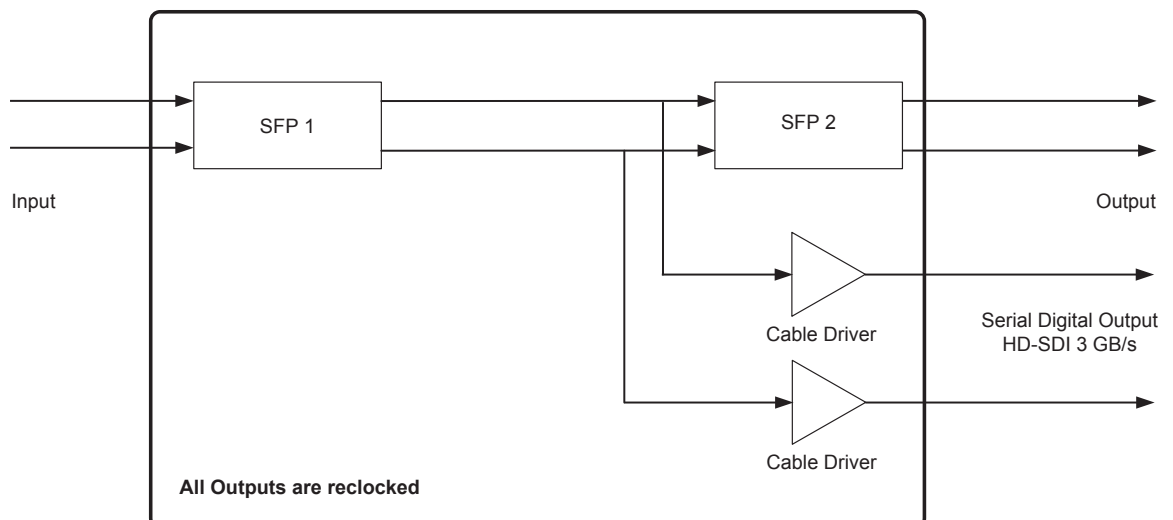 SFP 1
SFP 2
Input
Output
Cable Driver
Serial Digital Output
HD-SDI 3 GB/s
Cable Driver
All Outputs are reclocked